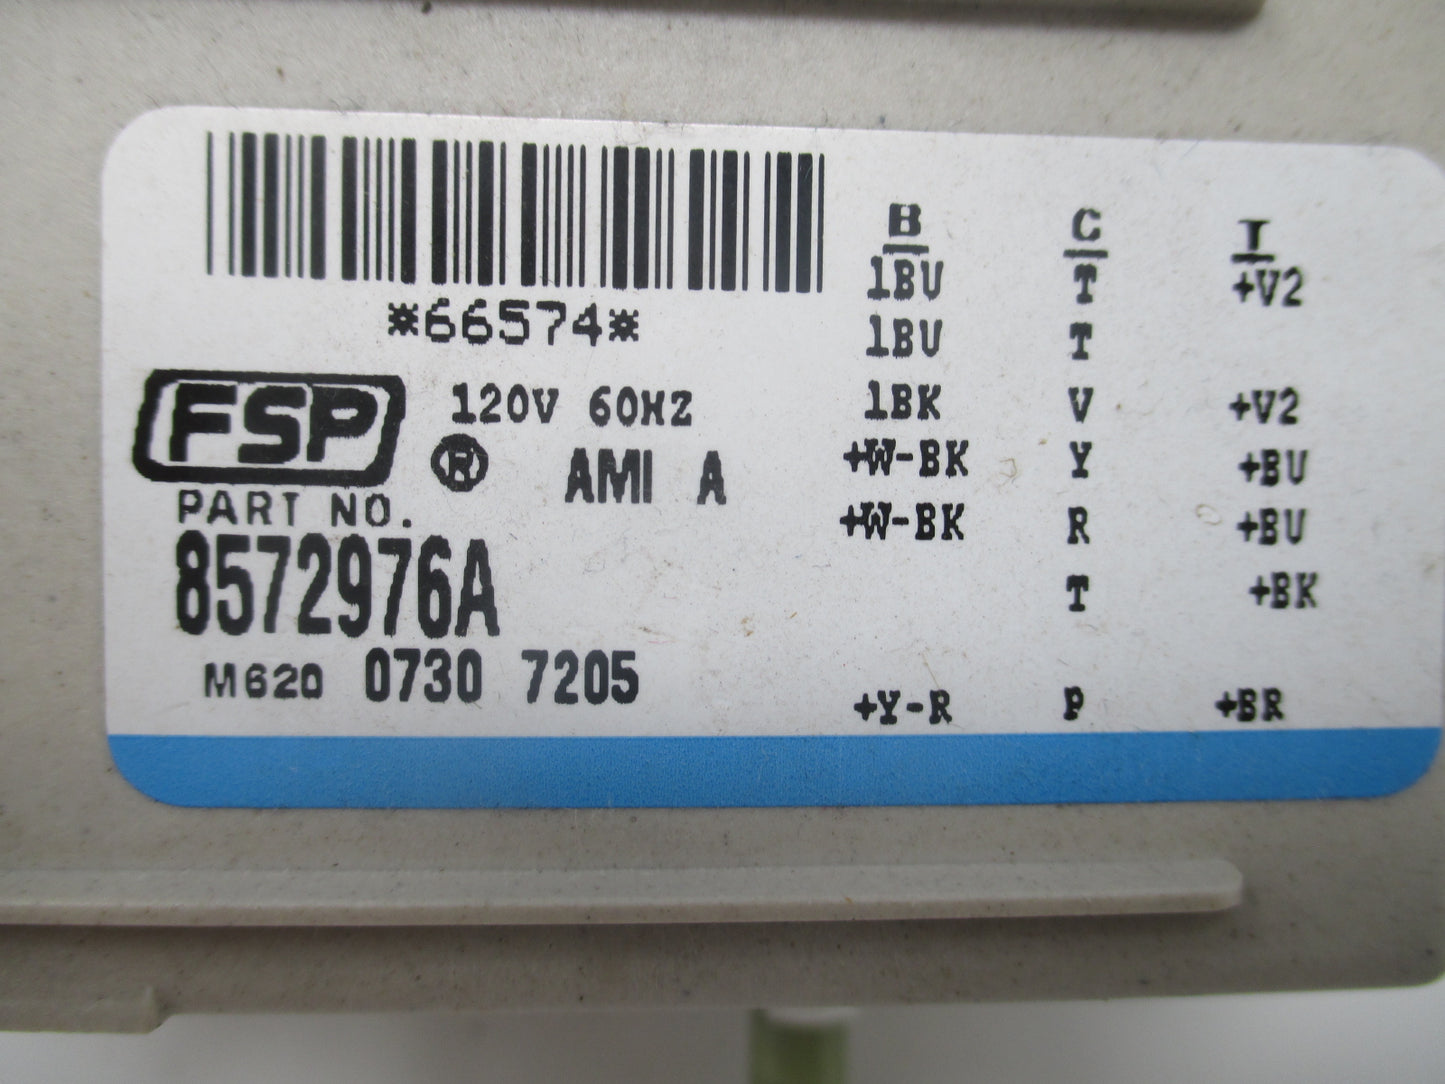 *66574*
FSP ®
120V 60HZ
AMI A
PART NO.
8572976A
M620 0730 7205
B C T
1BU T +V2
1BU T
1BK V +V2
+W-BK Y +BU
+W-BK R +BU
T +BK
+Y-R P +BR